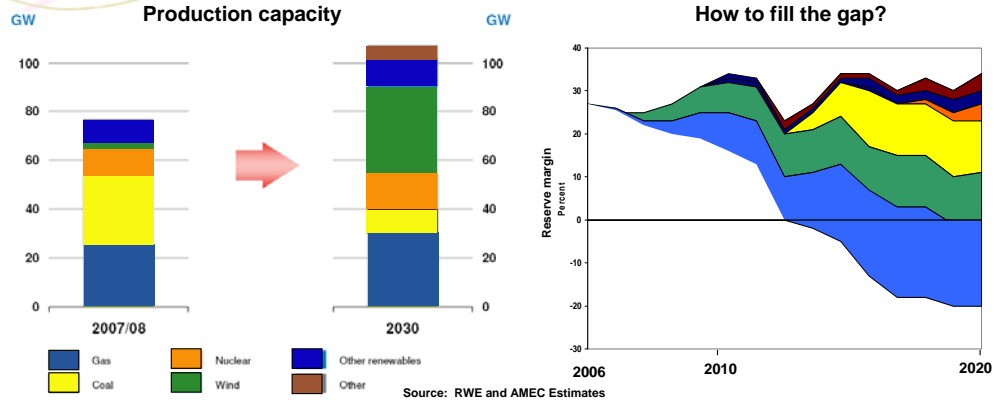 Production capacity
GW
GW
100
80
60
40
20
0
100
80
60
40
20
0
2007/08
2030
Gas
Nuclear
Other renewables
Coal
Wind
Other
How to fill the gap?
Reserve margin
Percent
40
30
20
10
0
-10
-20
-30
2006
2010
2020
Source: RWE and AMEC Estimates